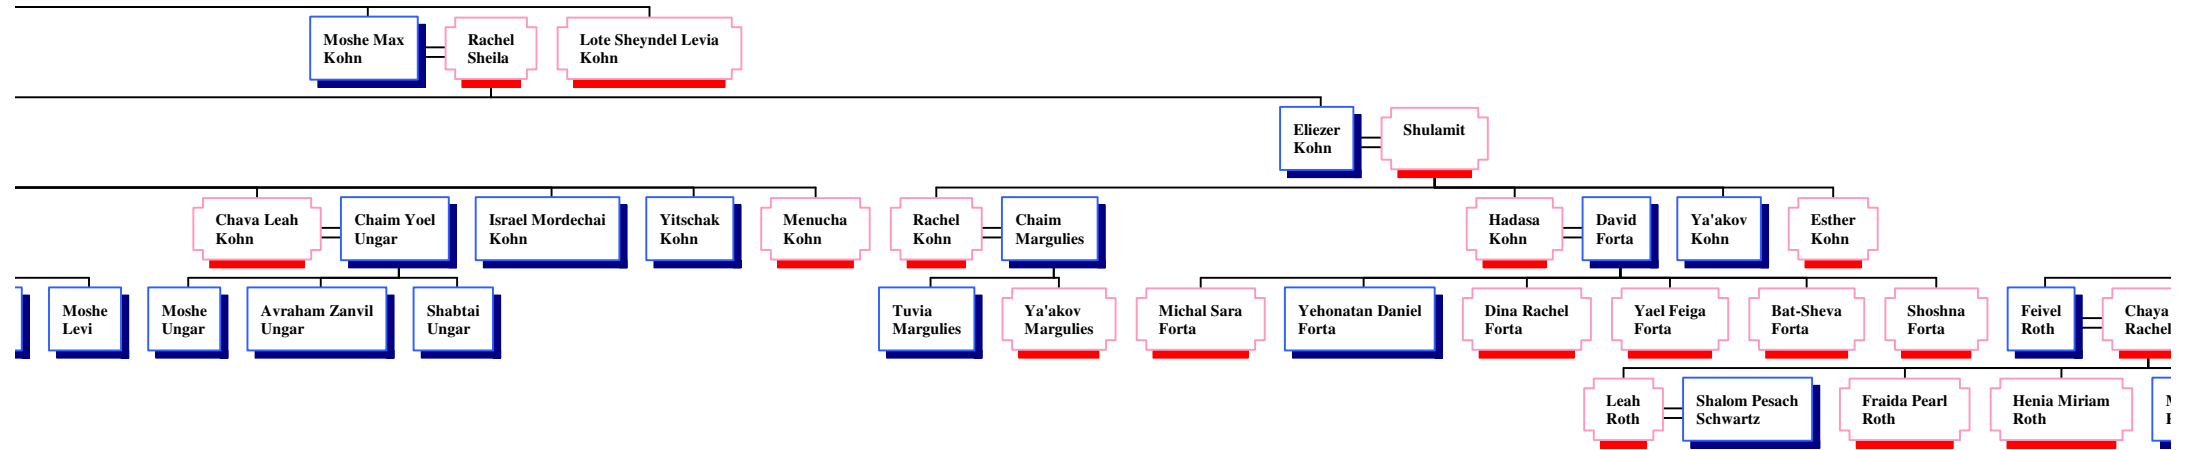 Moshe Max
Kohn
Rachel
Sheila
Lote Sheyndel Levia
Kohn
Eliezer
Kohn
Shulamit
Chava Leah
Kohn
Chaim Yoel
Ungar
Israel Mordechai
Kohn
Yitschak
Kohn
Menucha
Kohn
Rachel
Kohn
Chaim
Margulies
Hadasa
Kohn
David
Forta
Ya'akov
Kohn
Esther
Kohn
Moshe
Levi
Moshe
Ungar
Avraham Zanvil
Ungar
Shabtai
Ungar
Tuvia
Margulies
Ya'akov
Margulies
Michal Sara
Forta
Yehonatan Daniel
Forta
Dina Rachel
Forta
Yael Feiga
Forta
Bat-Sheva
Forta
Shoshna
Forta
Feivel
Roth
Chaya
Rachel
Leah
Roth
Shalom Pesach
Schwartz
Fraida Pearl
Roth
Henia Miriam
Roth